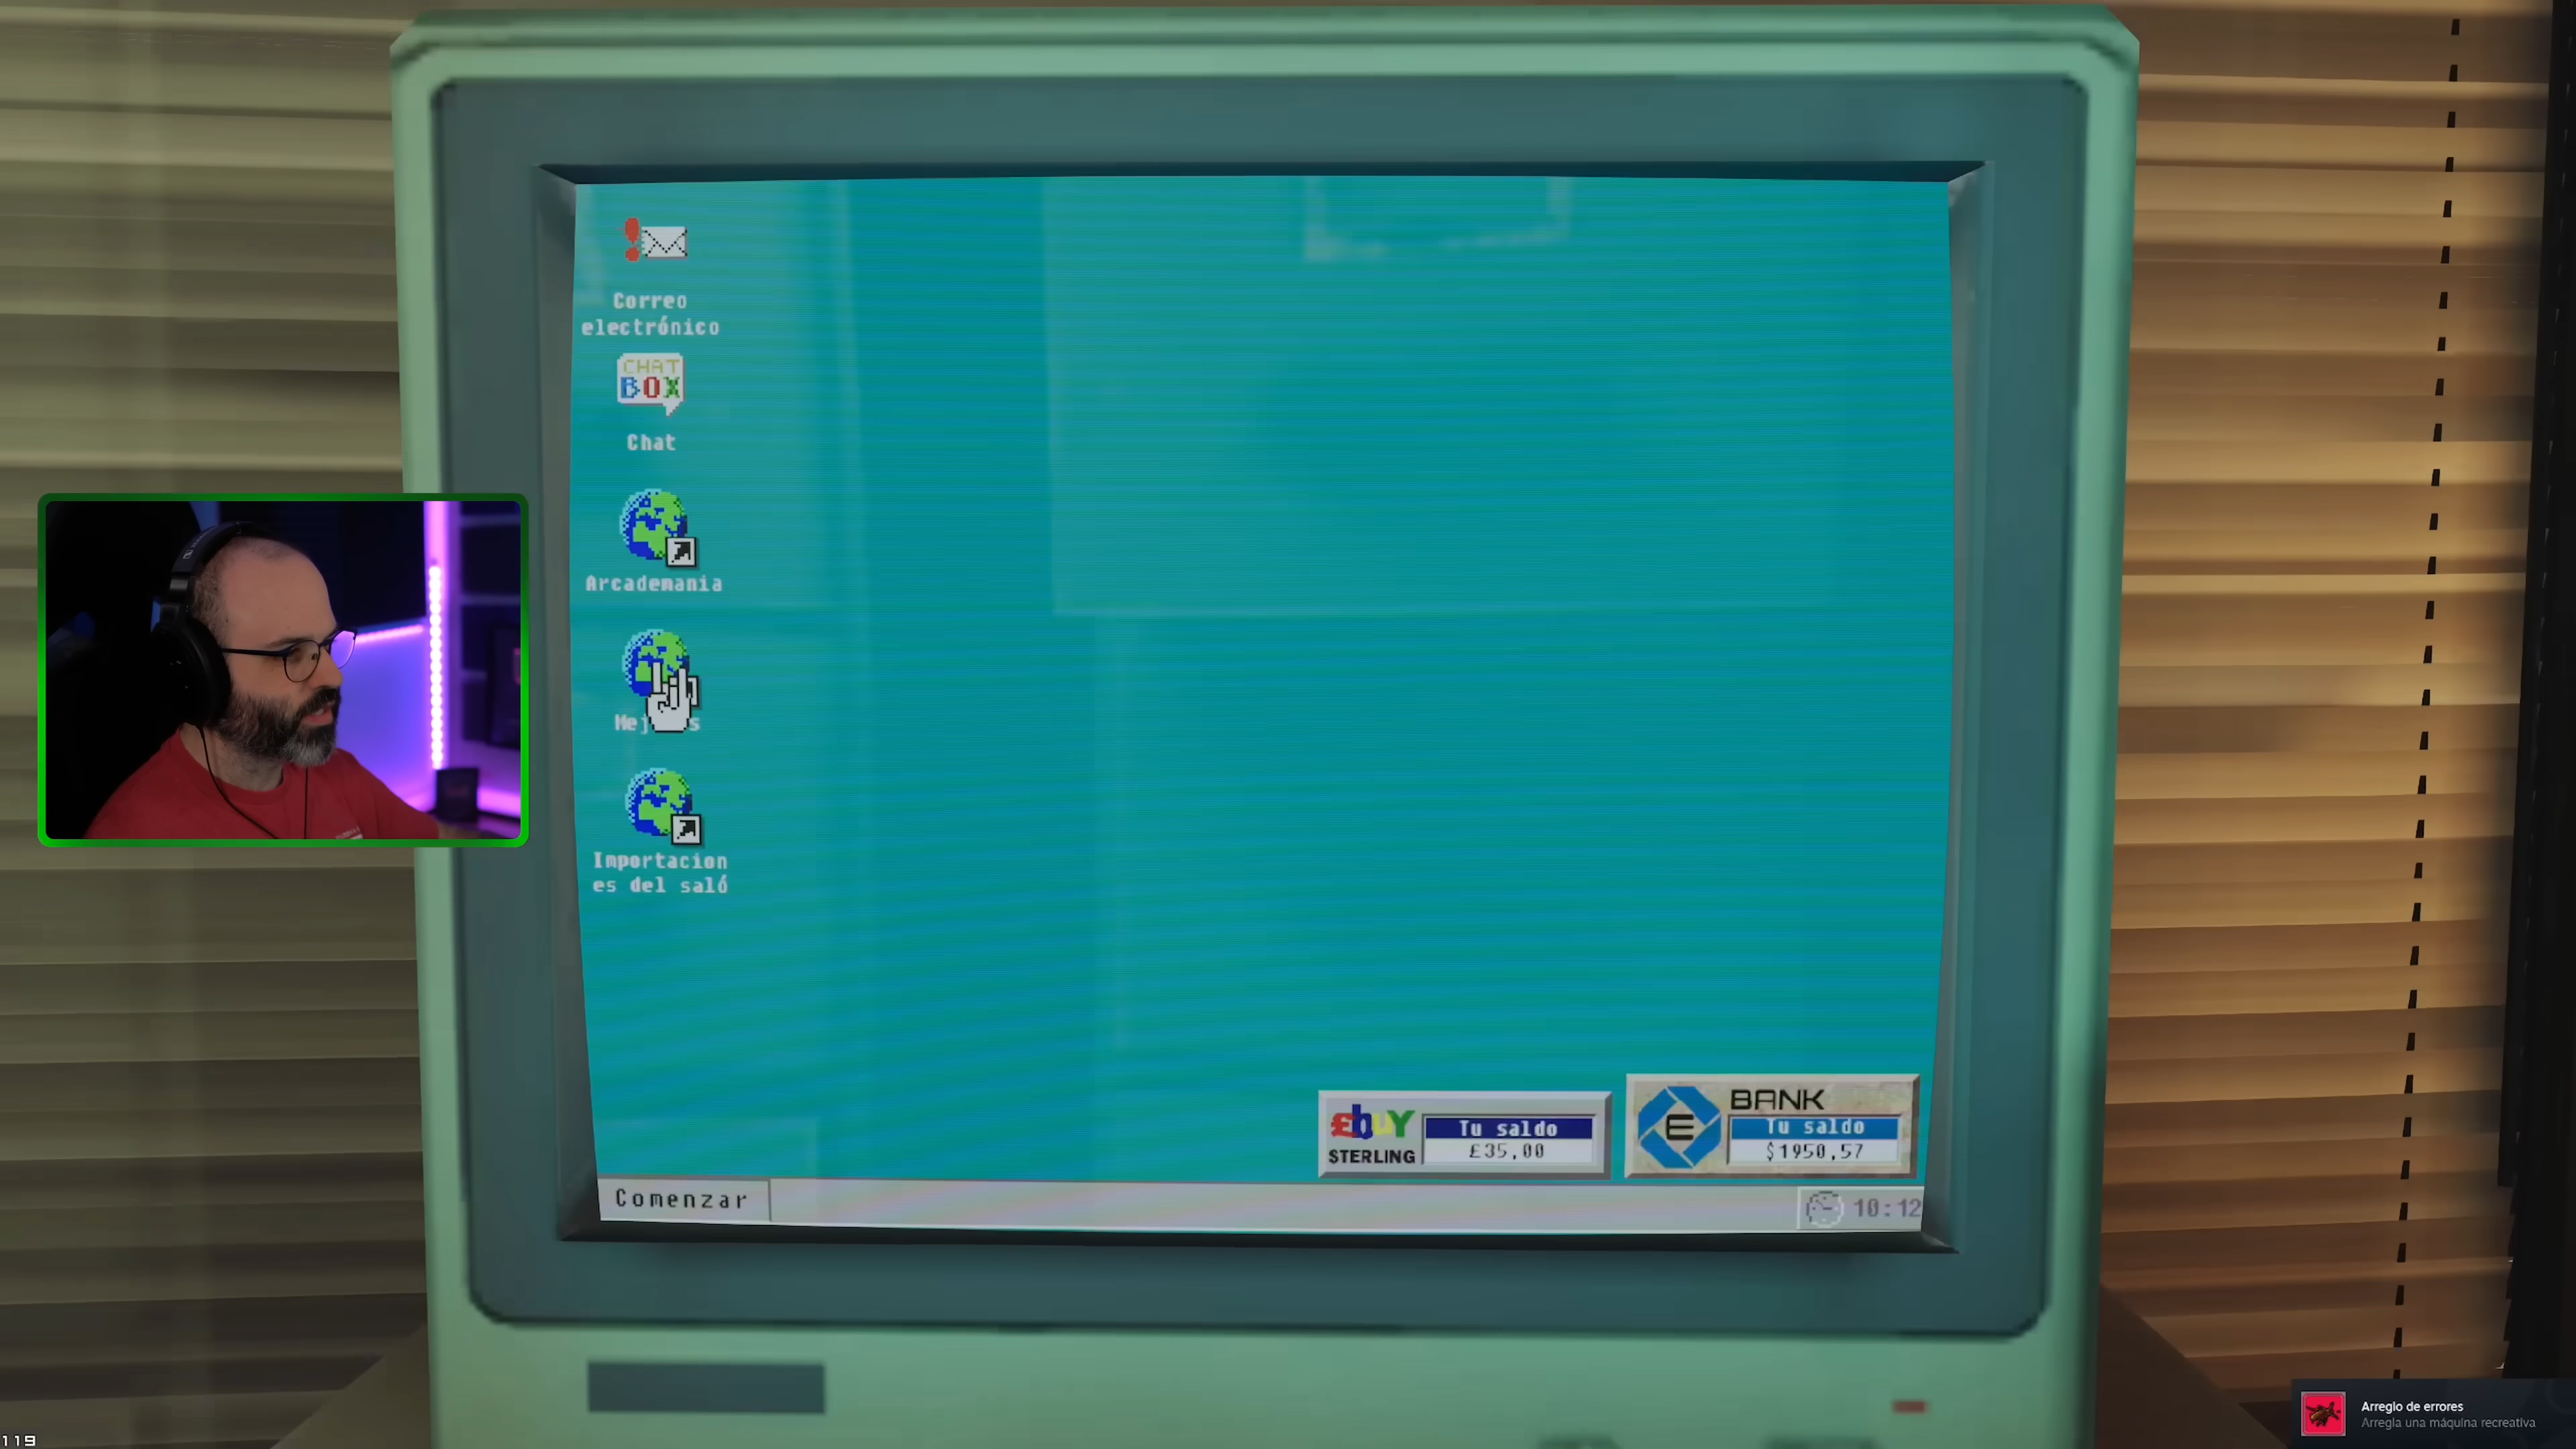 Correo
electrónico
CHAT
BOX
Chat
Arcademania
Importacion
es del saló
£buY
STERLING
Tu saldo
£35,00
E
BANK
Tu saldo
$1950,57
Comenzar
10:12
Arreglo de errores
Arregla una máquina recreativa
119